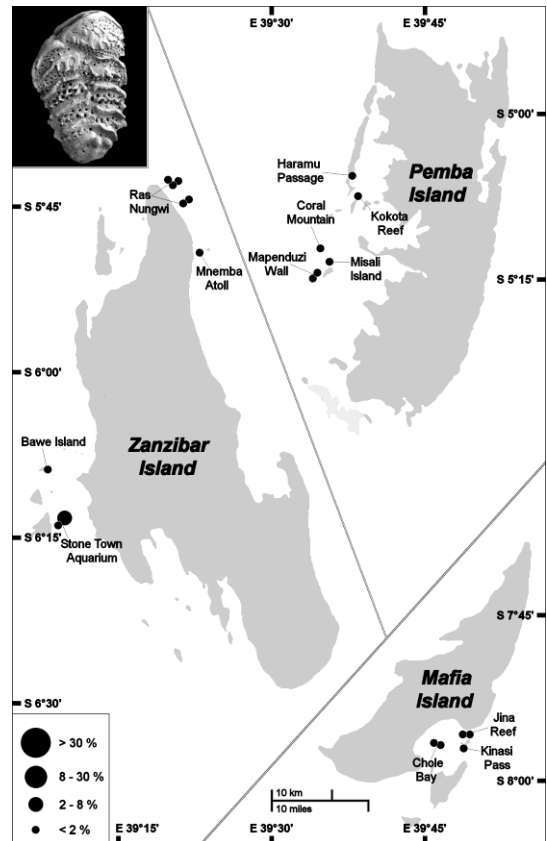 E 39°30'
E 39°45'
S 5°00'
Haramu
Passage
Pemba
Island
Kokota
Reef
Coral
Mountain
Mapenduzi
Wall
Misali
Island
S 5°15'
S 5°45'
Ras
Nungwi
Mnemba
Atoll
S 6°00'
Bawe Island
Zanzibar
Island
Stone Town
Aquarium
S 6°15'
S 6°30'
S 7°45'
Mafia
Island
Jina
Reef
Kinasi
Pass
Chole
Bay
S 8°00'
> 30 %
8 - 30 %
2 - 8 %
< 2 %
10 km
10 miles
E 39°15'
E 39°30'
E 39°45'